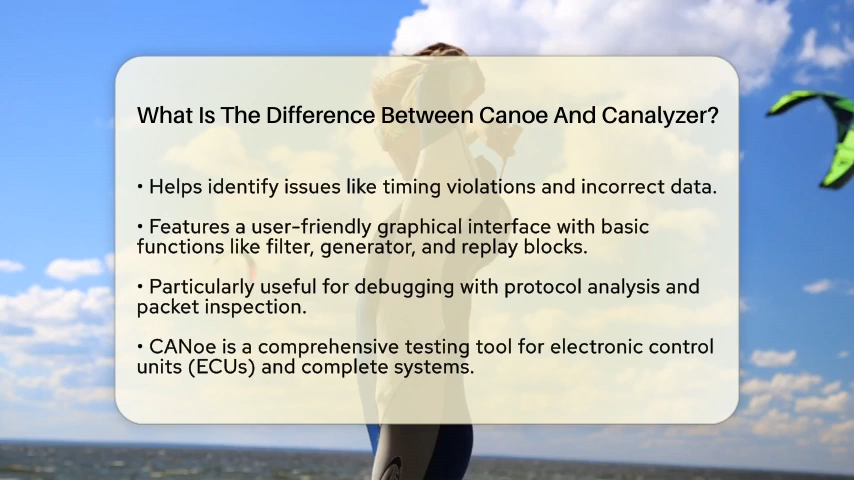 What Is The Difference Between Canoe And Canalyzer?
• Helps identify issues like timing violations and incorrect data.
• Features a user-friendly graphical interface with basic
functions like filter, generator, and replay blocks.
• Particularly useful for debugging with protocol analysis and
packet inspection.
• CANoe is a comprehensive testing tool for electronic control
units (ECUs) and complete systems.